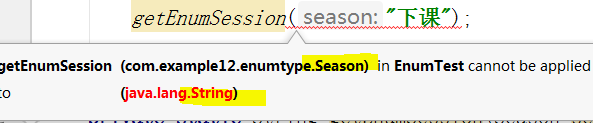 getEnumSession( season: "下课");
getEnumSession (com.example12.enumtype.Season) in EnumTest cannot be applied
to (java.lang.String)